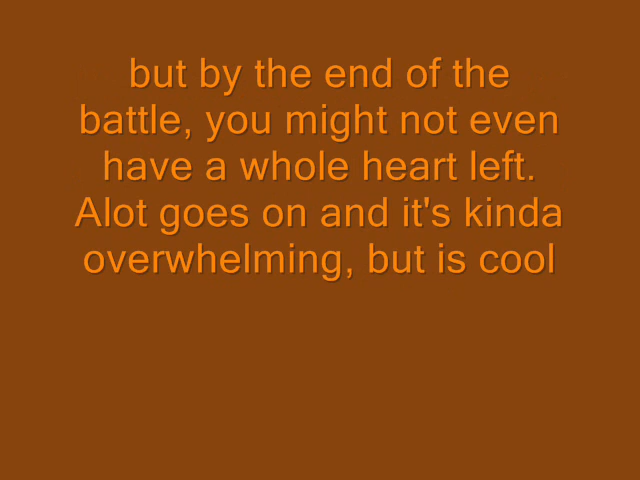 but by the end of the
battle, you might not even
have a whole heart left.
Alot goes on and it's kinda
overwhelming, but is cool